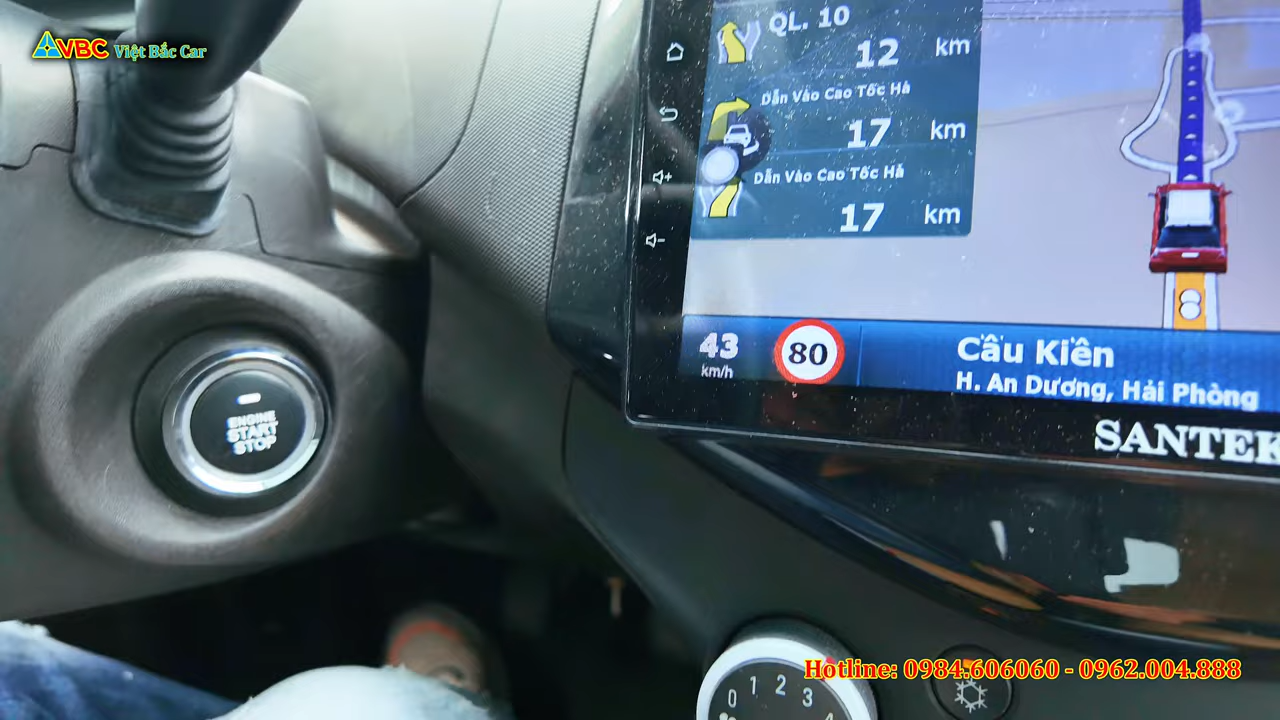 AVBC Việt Bắc Car
QL. 10
12 km
Dẫn Vào Cao Tốc Hà
17 km
Dẫn Vào Cao Tốc Hà
17 km
43
km/h
80
Cầu Kiền
H. An Dương, Hải Phòng
SANTEK
ENGINE
START
STOP
0 1 2 3 4
Hotline: 0984.606060 - 0962.004.888